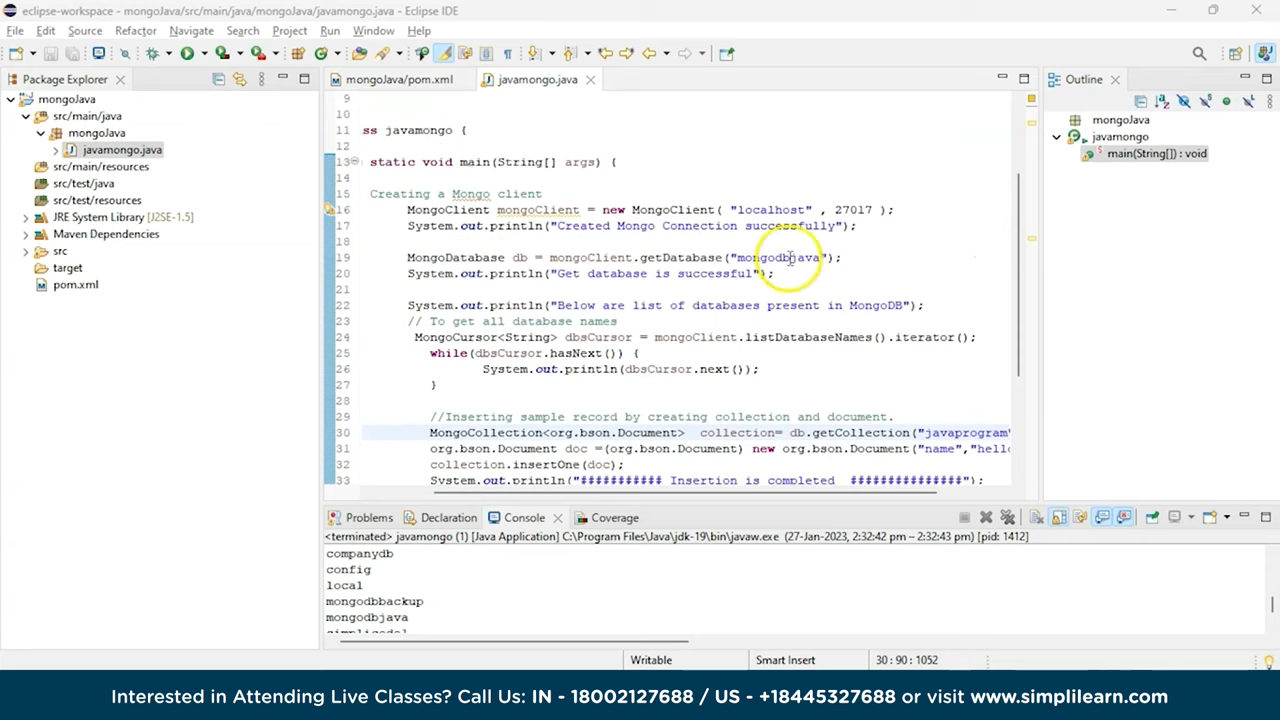 eclipse-workspace - mongoJava/src/main/java/mongoJava/javamongo.java - Eclipse IDE
File Edit Source Refactor Navigate Search Project Run Window Help
Package Explorer
mongoJava
src/main/java
mongoJava
javamongo.java
src/main/resources
src/test/java
src/test/resources
JRE System Library [J2SE-1.5]
Maven Dependencies
src
target
pom.xml
mongoJava/pom.xml javamongo.java
9
10
11 ss javamongo {
12
13 static void main(String[] args) {
14
15 Creating a Mongo client
16 MongoClient mongoClient = new MongoClient( "localhost" , 27017 );
17 System.out.println("Created Mongo Connection successfully");
18
19 MongoDatabase db = mongoClient.getDatabase("mongodbjava");
20 System.out.println("Get database is successful");
21
22 System.out.println("Below are list of databases present in MongoDB");
23 // To get all database names
24 MongoCursor<String> dbsCursor = mongoClient.listDatabaseNames().iterator();
25 while(dbsCursor.hasNext()) {
26 System.out.println(dbsCursor.next());
27 }
28
29 //Inserting sample record by creating collection and document.
30 MongoCollection<org.bson.Document> collection= db.getCollection("javaprogram"
31 org.bson.Document doc =(org.bson.Document) new org.bson.Document("name","hello
32 collection.insertOne(doc);
33 System.out.println("########### Insertion is completed ###############");
Outline
mongoJava
javamongo
main(String[]) : void
Problems Declaration Console Coverage
<terminated> javamongo (1) [Java Application] C:\Program Files\Java\jdk-19\bin\javaw.exe (27-Jan-2023, 2:32:42 pm – 2:32:43 pm) [pid: 1412]
companydb
config
local
mongodbbackup
mongodbjava
Writable Smart Insert 30 : 90 : 1052
Interested in Attending Live Classes? Call Us: IN - 18002127688 / US - +18445327688 or visit www.simplilearn.com